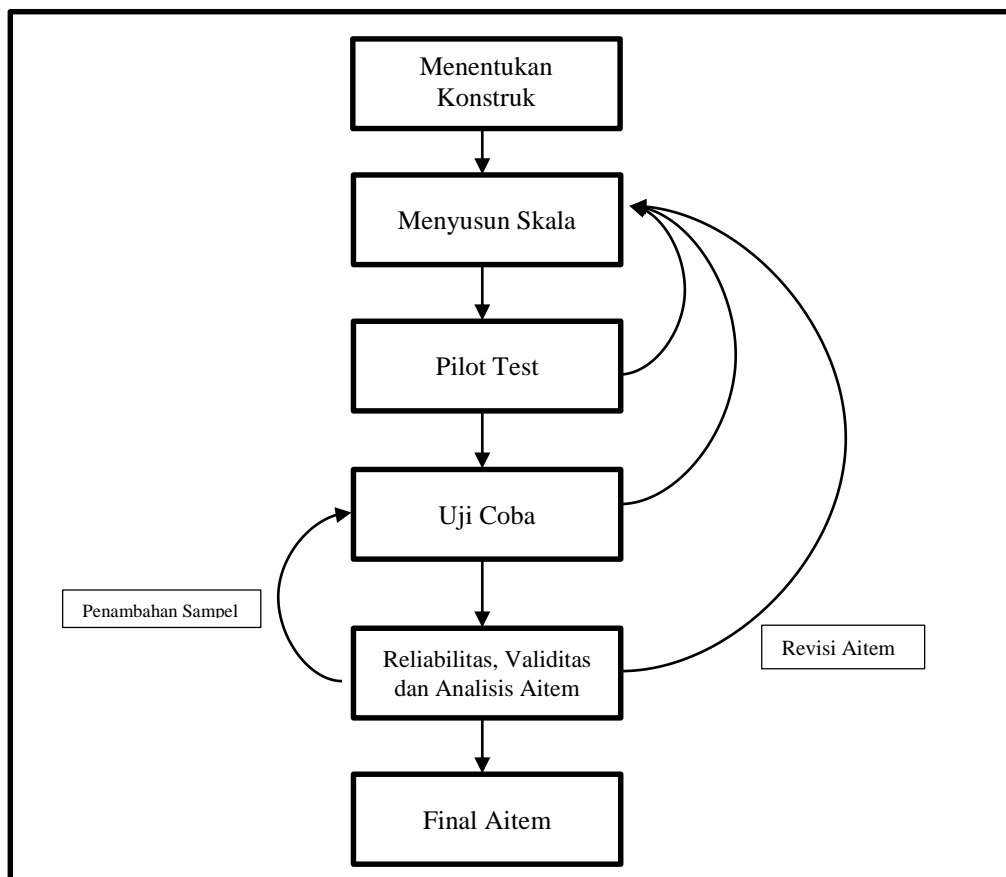 Menentukan
Konstruk
Menyusun Skala
Pilot Test
Uji Coba
Penambahan Sampel
Reliabilitas, Validitas
dan Analisis Aitem
Revisi Aitem
Final Aitem